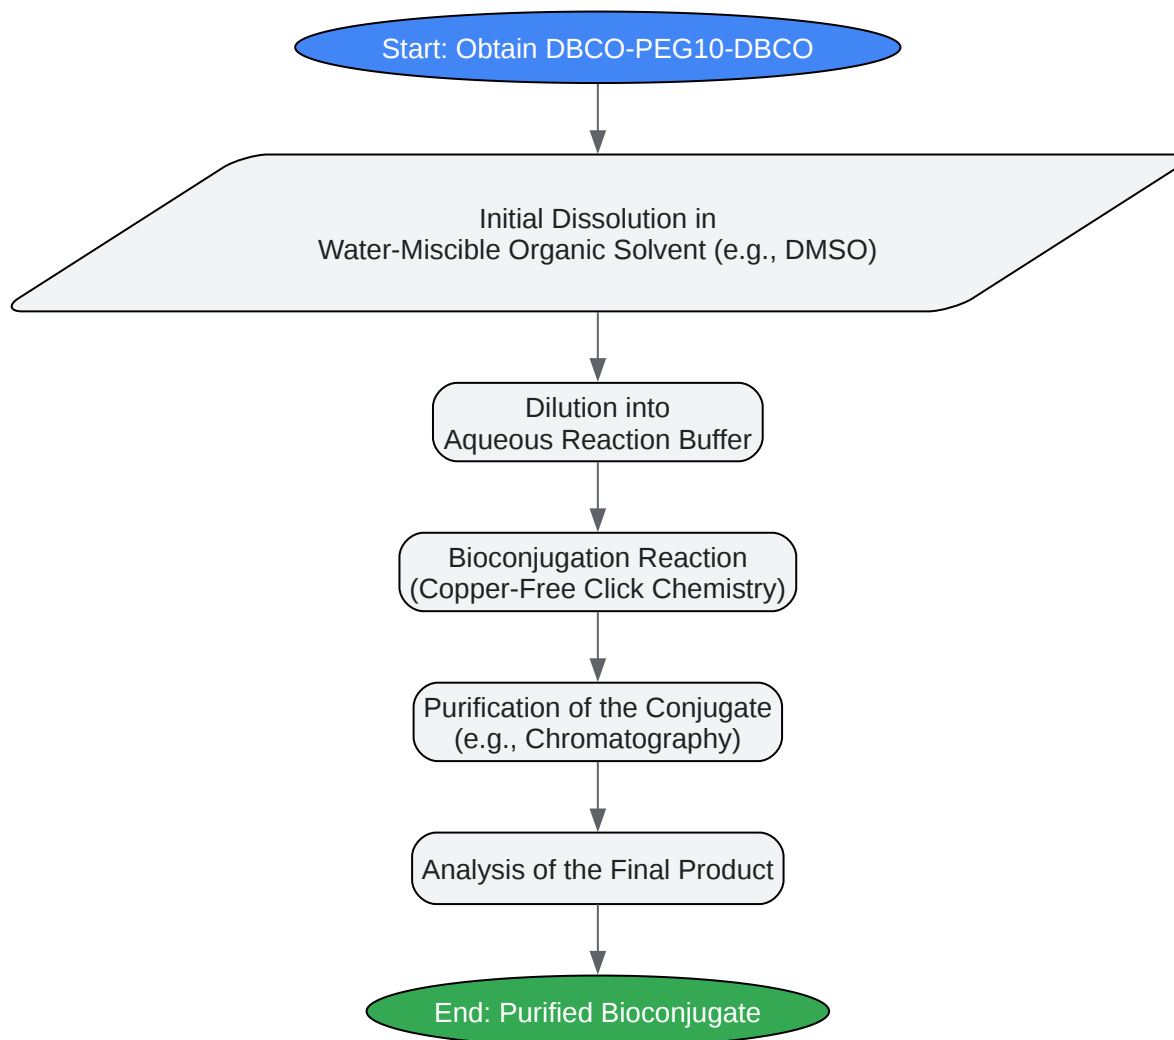 Start: Obtain DBCO-PEG10-DBCO
Initial Dissolution in
Water-Miscible Organic Solvent (e.g., DMSO)
Dilution into
Aqueous Reaction Buffer
Bioconjugation Reaction
(Copper-Free Click Chemistry)
Purification of the Conjugate
(e.g., Chromatography)
Analysis of the Final Product
End: Purified Bioconjugate